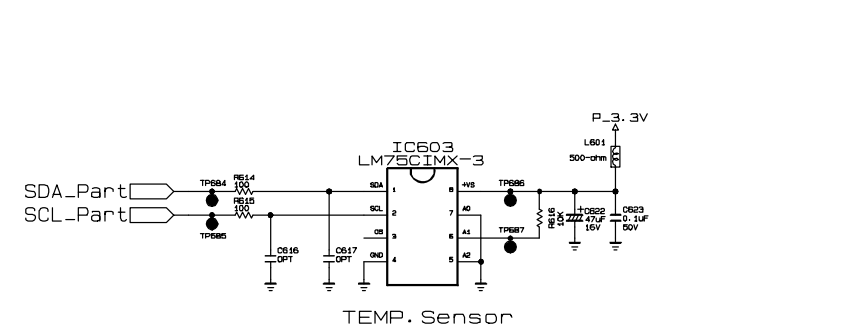 P_3.3V
L601
500-ohm
IC603
LM75CIMX-3
SDA_Part
SCL_Part
TP684
R614
100
R615
100
TP685
SDA
1
SCL
2
OS
3
GND
4
+VS
8
A0
7
A1
6
A2
5
TP686
TP687
R616
10K
+
C622
47uF
16V
C623
0.1uF
50V
C616
OPT
C617
OPT
TEMP. Sensor